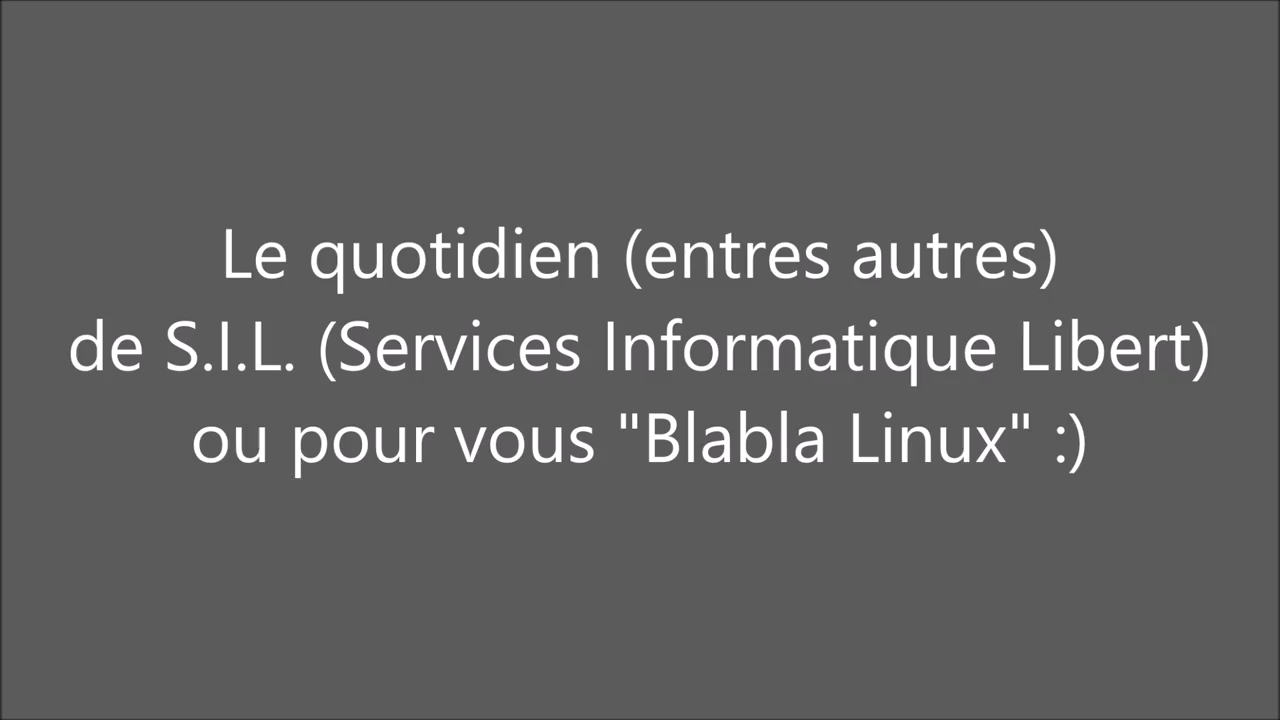 Le quotidien (entres autres)
de S.I.L. (Services Informatique Libert)
ou pour vous "Blabla Linux" :)